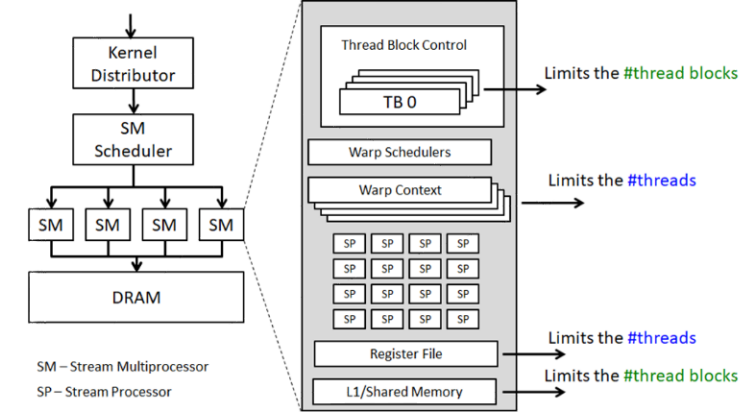 Kernel
Distributor
SM
Scheduler
SM SM SM SM
DRAM
SM – Stream Multiprocessor
SP – Stream Processor
Thread Block Control
TB 0
Limits the #thread blocks
Warp Schedulers
Warp Context
Limits the #threads
SP SP SP SP
SP SP SP SP
SP SP SP SP
SP SP SP SP
Register File
Limits the #threads
L1/Shared Memory
Limits the #thread blocks